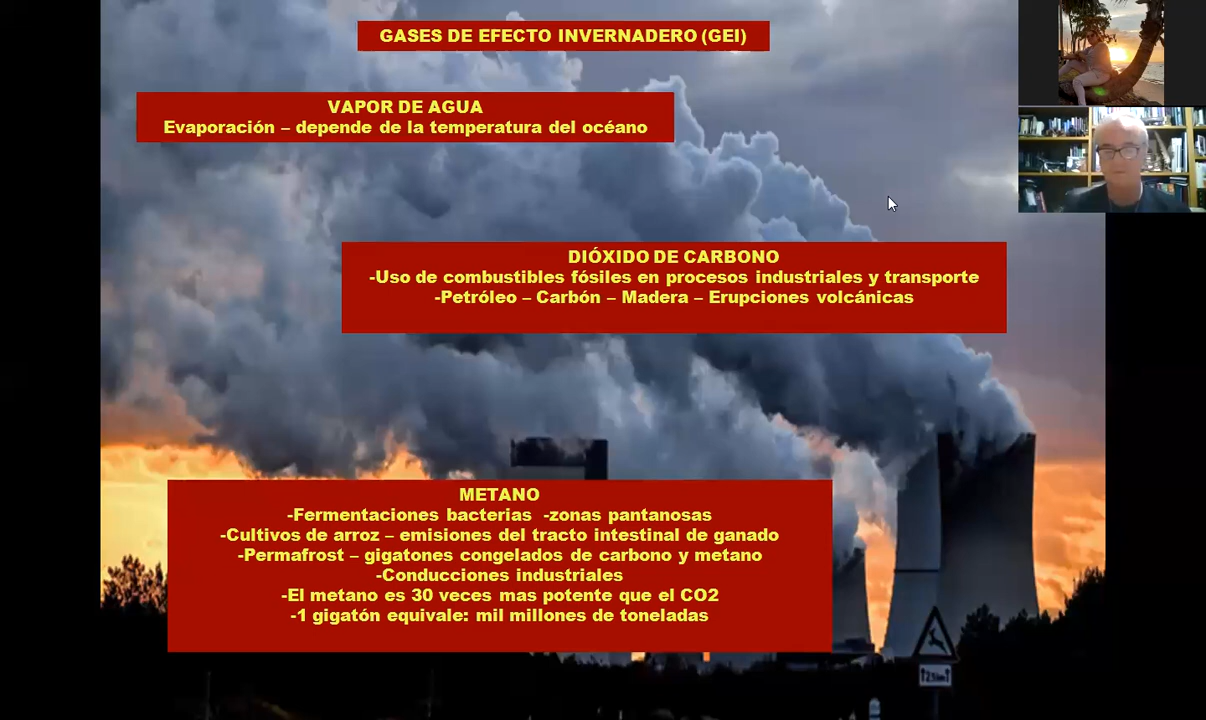 GASES DE EFECTO INVERNADERO (GEI)
VAPOR DE AGUA
Evaporación – depende de la temperatura del océano
DIÓXIDO DE CARBONO
-Uso de combustibles fósiles en procesos industriales y transporte
-Petróleo – Carbón – Madera – Erupciones volcánicas
METANO
-Fermentaciones bacterias -zonas pantanosas
-Cultivos de arroz – emisiones del tracto intestinal de ganado
-Permafrost – gigatones congelados de carbono y metano
-Conducciones industriales
-El metano es 30 veces mas potente que el CO2
-1 gigatón equivale: mil millones de toneladas